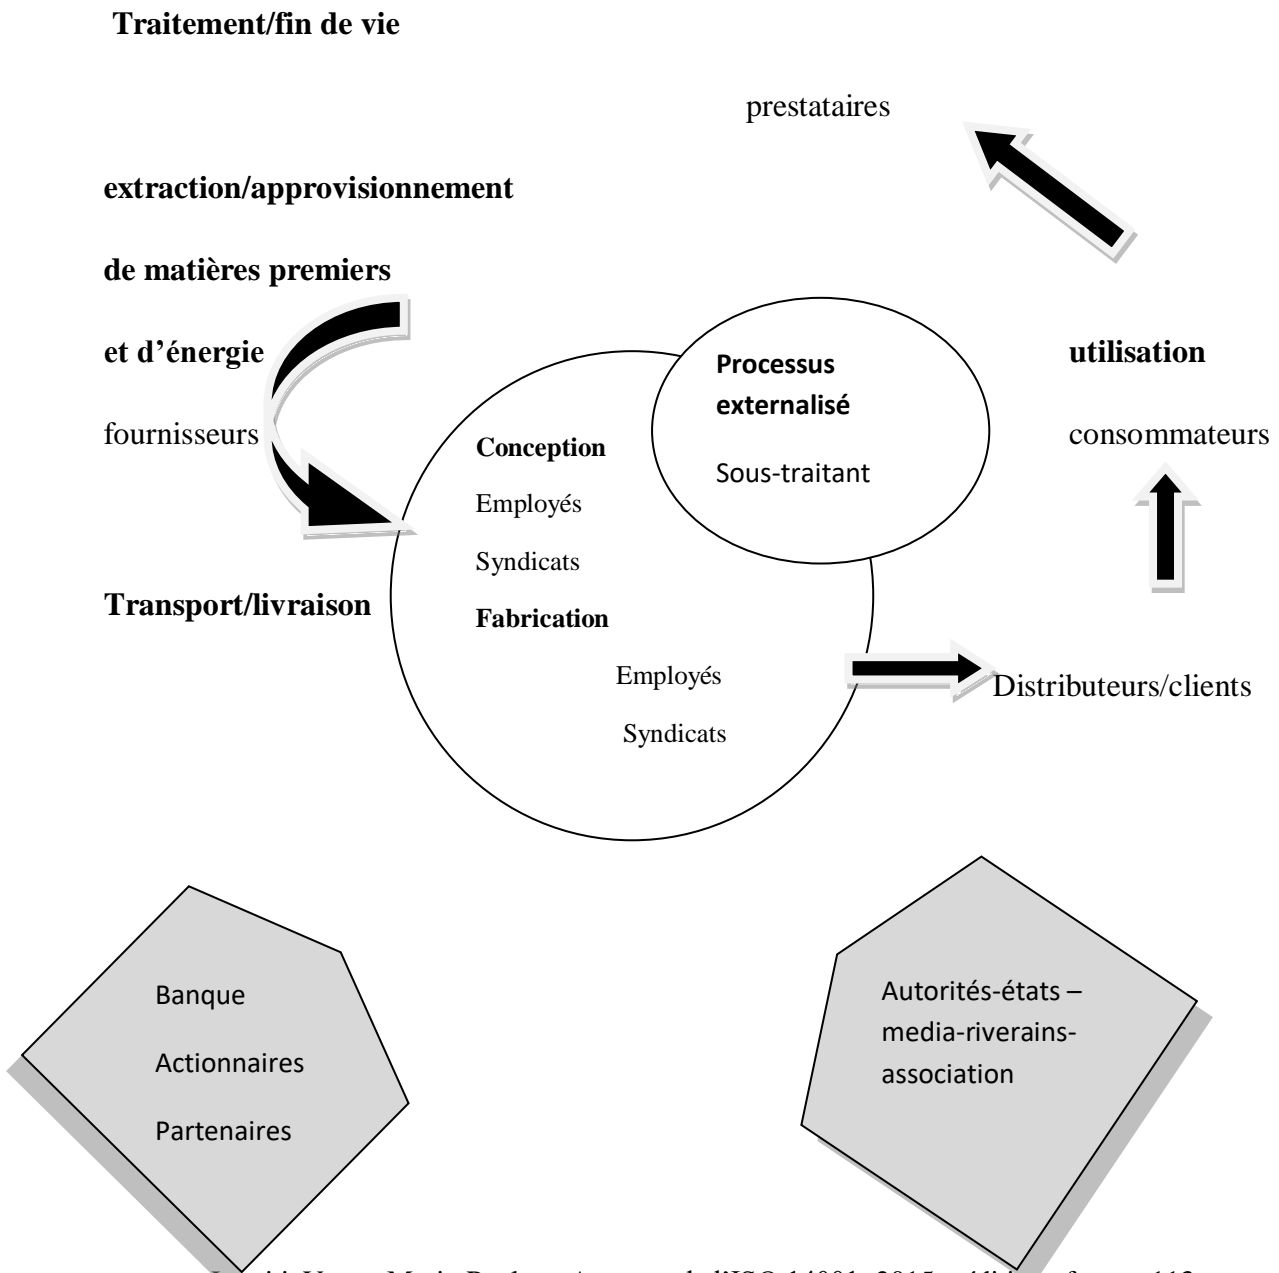 Traitement/fin de vie
prestataires
extraction/approvisionnement
de matières premiers
et d'énergie
fournisseurs
Processus
externalisé
Sous-traitant
utilisation
consommateurs
Conception
Employés
Syndicats
Fabrication
Employés
Syndicats
Transport/livraison
Distributeurs/clients
Banque
Actionnaires
Partenaires
Autorités-états –
media-riverains-
association